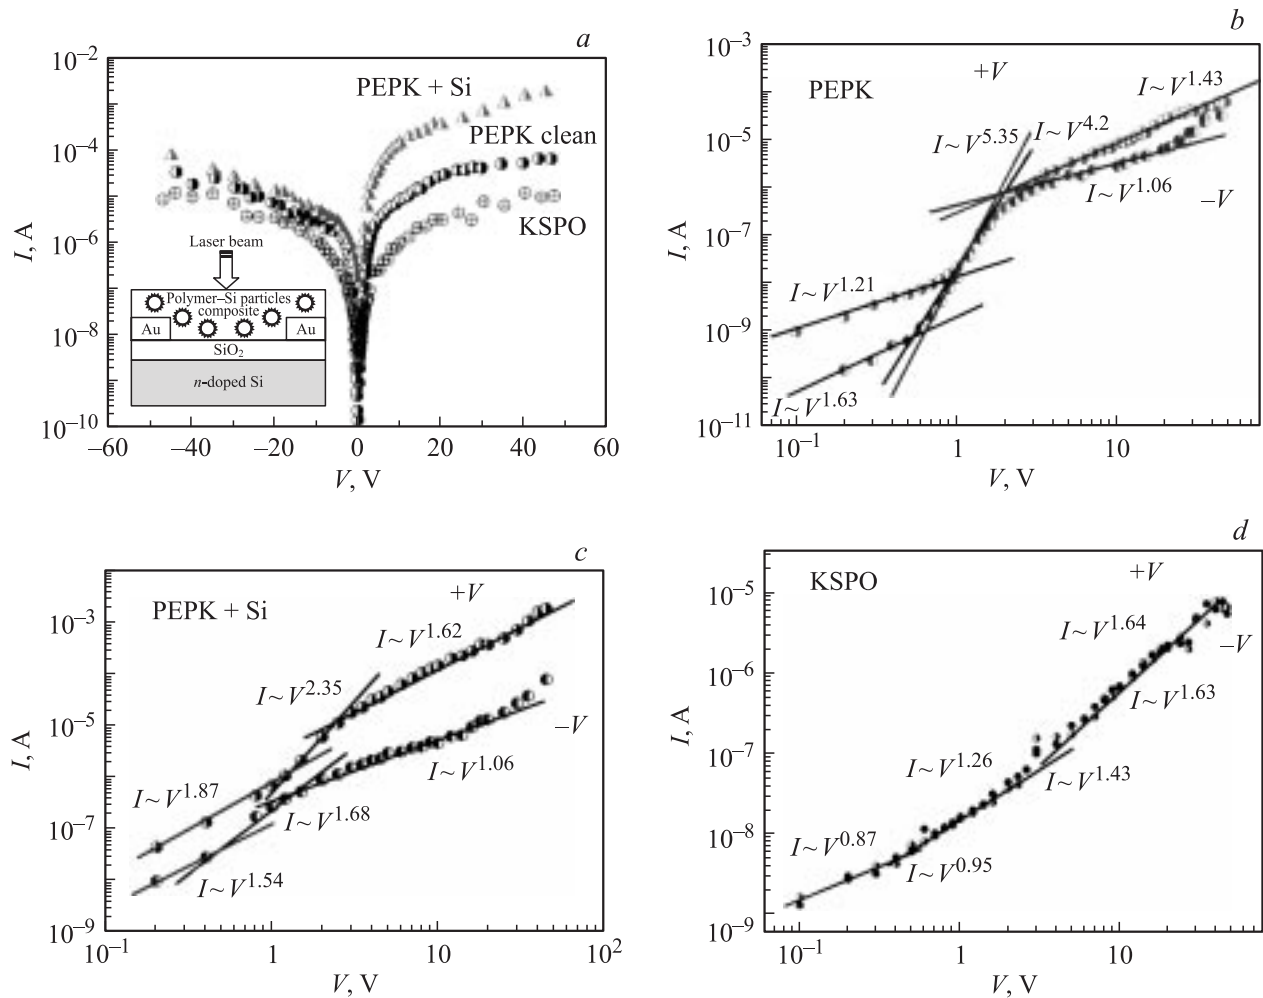 a
10⁻²
10⁻⁴
10⁻⁶
10⁻⁸
10⁻¹⁰
I, A
PEPK + Si
PEPK clean
KSPO
Laser beam
Polymer–Si particles
composite
Au
Au
SiO₂
n-doped Si
–60
–40
–20
0
20
40
60
V, V
b
10⁻³
10⁻⁵
10⁻⁷
10⁻⁹
10⁻¹¹
I, A
PEPK
+V
I ~ V^1.43
I ~ V^5.35
I ~ V^4.2
I ~ V^1.06
–V
I ~ V^1.21
I ~ V^1.63
10⁻¹
1
10
V, V
c
10⁻³
10⁻⁵
10⁻⁷
10⁻⁹
I, A
PEPK + Si
+V
I ~ V^1.62
I ~ V^2.35
–V
I ~ V^1.06
I ~ V^1.87
I ~ V^1.68
I ~ V^1.54
10⁻¹
1
10
10²
V, V
d
10⁻⁵
10⁻⁶
10⁻⁷
10⁻⁸
10⁻⁹
I, A
KSPO
+V
I ~ V^1.64
–V
I ~ V^1.63
I ~ V^1.26
I ~ V^1.43
I ~ V^0.87
I ~ V^0.95
10⁻¹
1
10
V, V